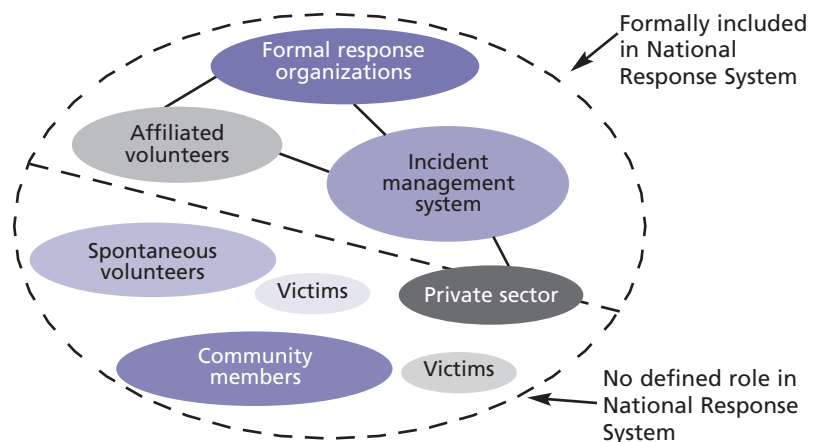 Formal response
organizations
Formally included
in National
Response System
Affiliated
volunteers
Incident
management
system
Spontaneous
volunteers
Victims
Private sector
Community
members
Victims
No defined role in
National Response
System